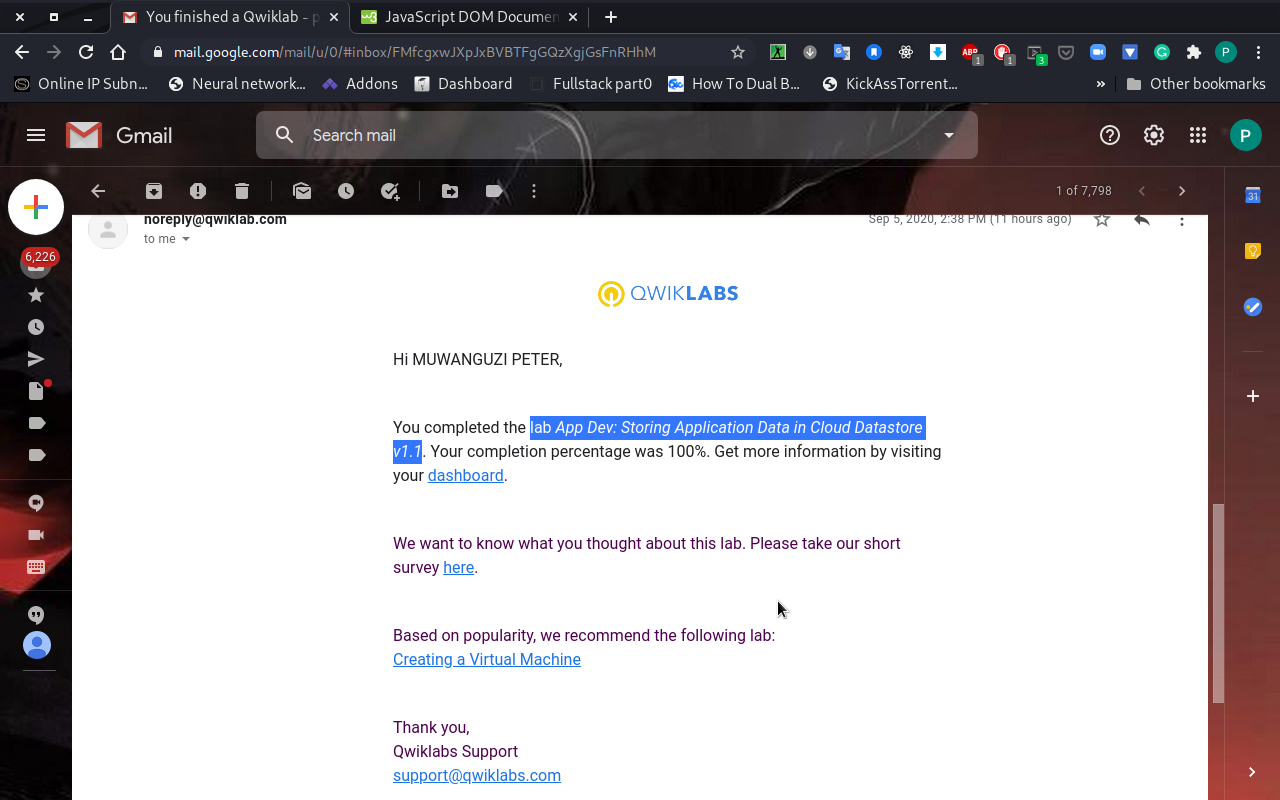 You finished a Qwiklab - p
JavaScript DOM Documen
mail.google.com/mail/u/0/#inbox/FMfcgxwJXpJxBVBTFgGQzXgjGsFnRHhM
ABP
1
1
3
P
Online IP Subn...
Neural network...
Addons
Dashboard
Fullstack part0
How To Dual B...
KickAssTorrent...
»
Other bookmarks
Gmail
Search mail
P
1 of 7,798
31
6,226
noreply@qwiklab.com
Sep 5, 2020, 2:38 PM (11 hours ago)
to me
QWIKLABS
Hi MUWANGUZI PETER,
You completed the lab App Dev: Storing Application Data in Cloud Datastore
v1.1. Your completion percentage was 100%. Get more information by visiting
your dashboard.
We want to know what you thought about this lab. Please take our short
survey here.
Based on popularity, we recommend the following lab:
Creating a Virtual Machine
Thank you,
Qwiklabs Support
support@qwiklabs.com